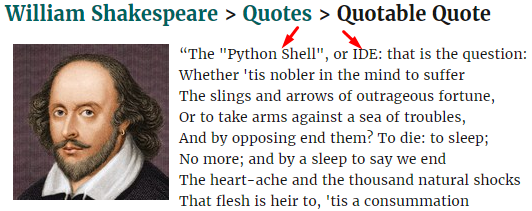 William Shakespeare > Quotes > Quotable Quote
“The "Python Shell", or IDE: that is the question:
Whether 'tis nobler in the mind to suffer
The slings and arrows of outrageous fortune,
Or to take arms against a sea of troubles,
And by opposing end them? To die: to sleep;
No more; and by a sleep to say we end
The heart-ache and the thousand natural shocks
That flesh is heir to, 'tis a consummation